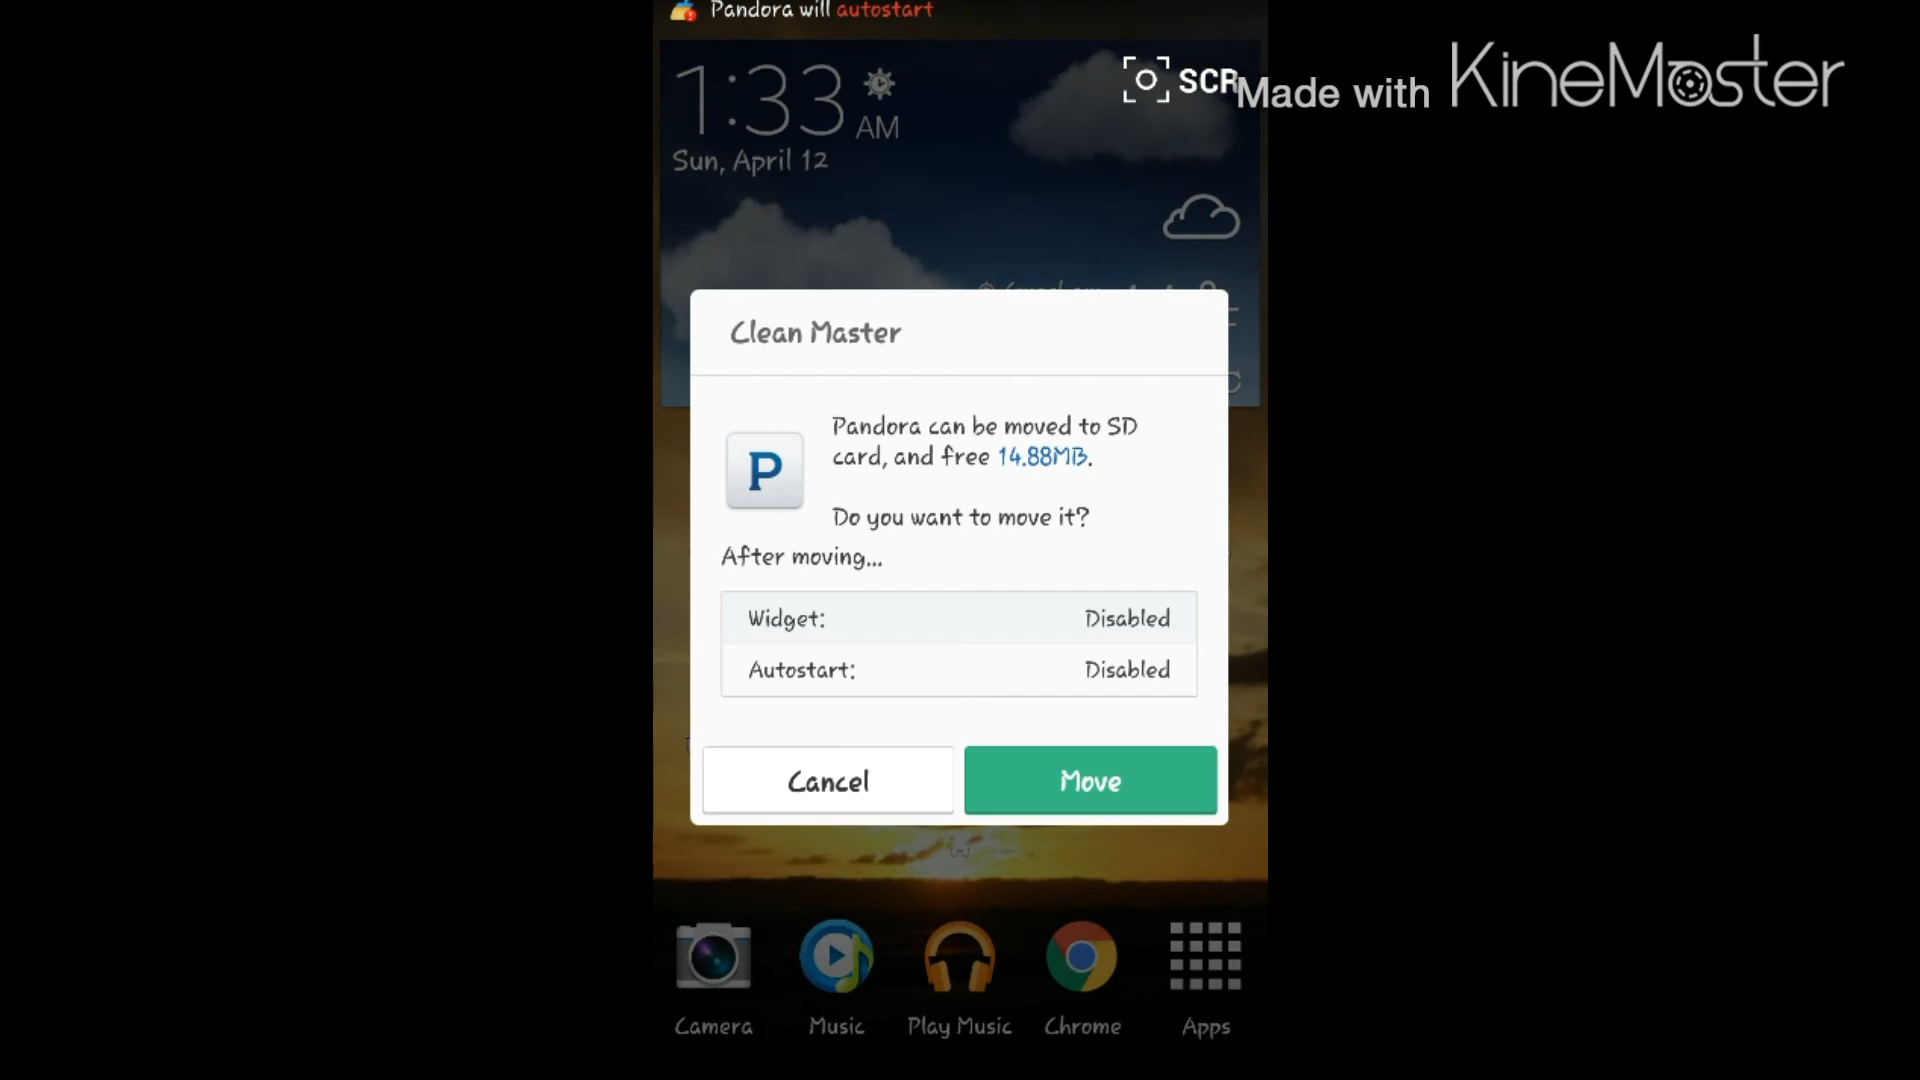 Pandora will autostart
1:33 AM
Sun, April 12
SCR
Made with KineMaster
Clean Master
P
Pandora can be moved to SD
card, and free 14.88MB.
Do you want to move it?
After moving...
Widget: Disabled
Autostart: Disabled
Cancel
Move
Camera
Music
Play Music
Chrome
Apps